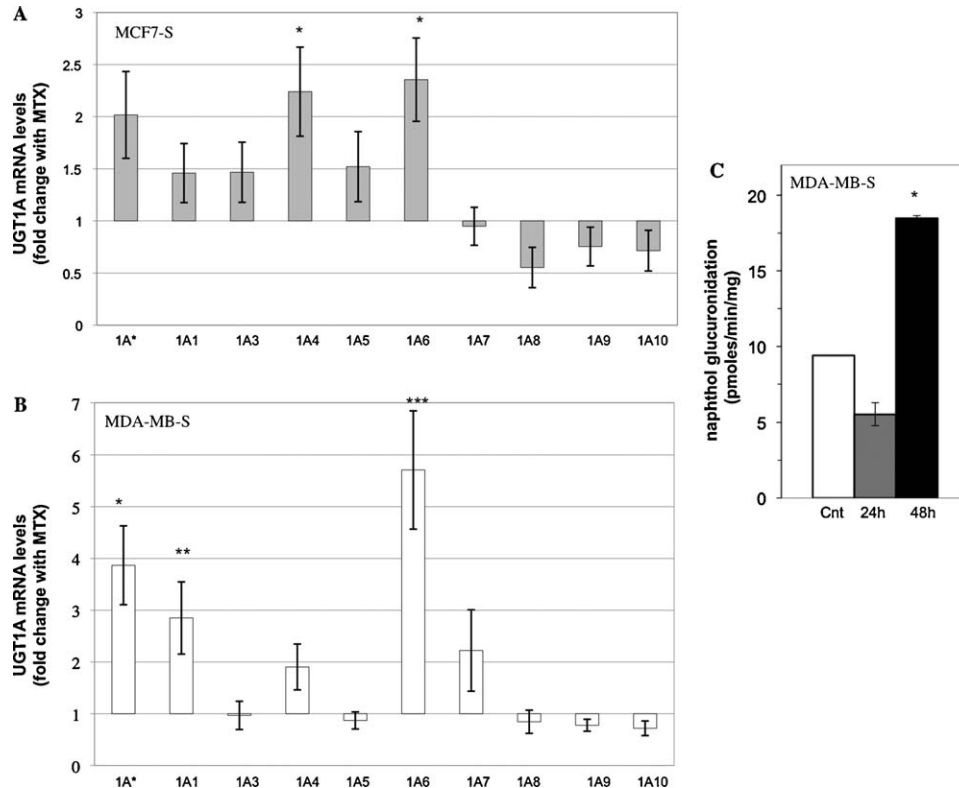 A
MCF7-S
UGT1A mRNA levels
(fold change with MTX)
3
2.5
2
1.5
1
0.5
0
*
*
1A* 1A1 1A3 1A4 1A5 1A6 1A7 1A8 1A9 1A10
B
MDA-MB-S
UGT1A mRNA levels
(fold change with MTX)
7
6
5
4
3
2
1
0
*
**
***
1A* 1A1 1A3 1A4 1A5 1A6 1A7 1A8 1A9 1A10
C
MDA-MB-S
naphthol glucuronidation
(pmoles/min/mg)
20
15
10
5
0
*
Cnt 24h 48h